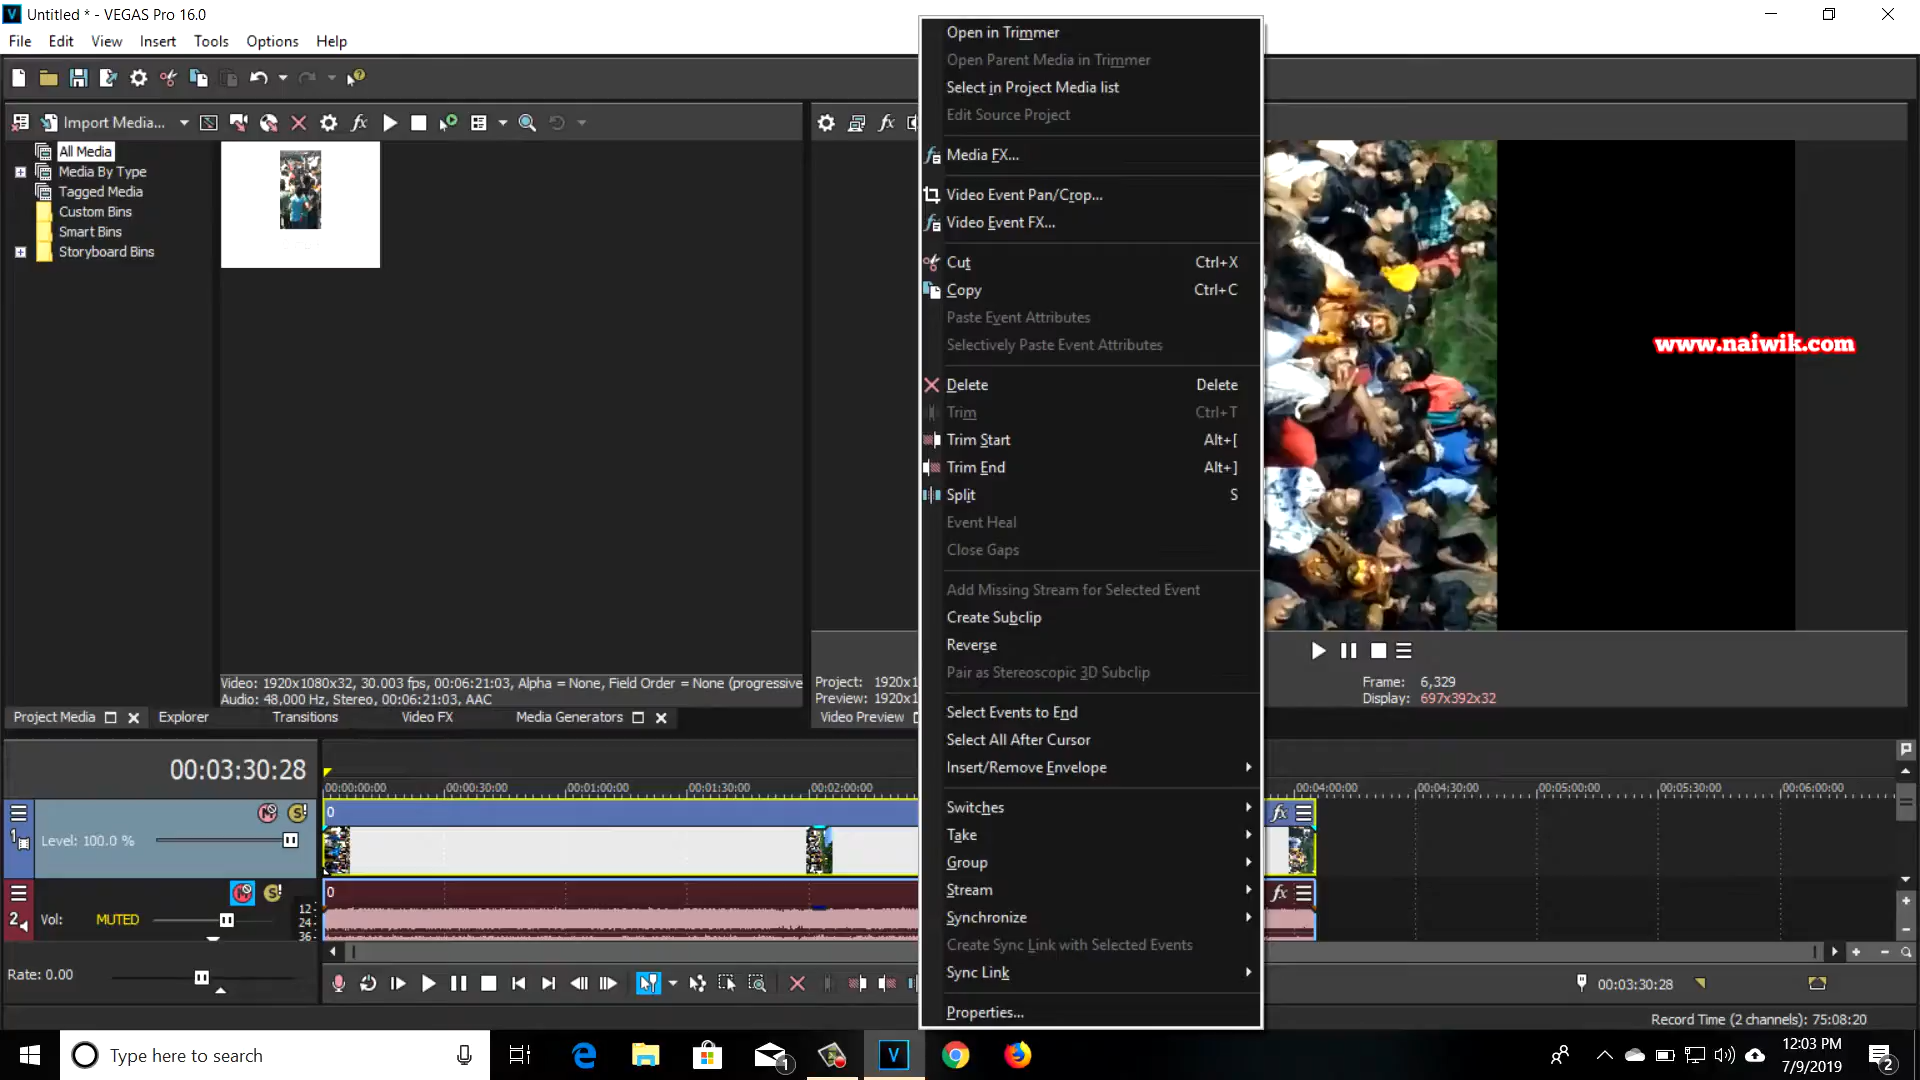 Untitled * - VEGAS Pro 16.0
File Edit View Insert Tools Options Help
Import Media...
All Media
Media By Type
Tagged Media
Custom Bins
Smart Bins
Storyboard Bins
Video: 1920x1080x32, 30.003 fps, 00:06:21:03, Alpha = None, Field Order = None (progressive
Audio: 48,000 Hz, Stereo, 00:06:21:03, AAC
Project Media Explorer Transitions Video FX Media Generators
Open in Trimmer
Open Parent Media in Trimmer
Select in Project Media list
Edit Source Project
Media FX...
Video Event Pan/Crop...
Video Event FX...
Cut Ctrl+X
Copy Ctrl+C
Paste Event Attributes
Selectively Paste Event Attributes
Delete Delete
Trim Ctrl+T
Trim Start Alt+[
Trim End Alt+]
Split S
Event Heal
Close Gaps
Add Missing Stream for Selected Event
Create Subclip
Reverse
Pair as Stereoscopic 3D Subclip
Select Events to End
Select All After Cursor
Insert/Remove Envelope
Switches
Take
Group
Stream
Synchronize
Create Sync Link with Selected Events
Sync Link
Properties...
www.naiwik.com
Project: 1920x1
Preview: 1920x1
Video Preview
Frame: 6,329
Display: 697x392x32
00:03:30:28
00:00:00:00 00:00:30:00 00:01:00:00 00:01:30:00 00:02:00:00 00:04:00:00 00:04:30:00 00:05:00:00 00:05:30:00 00:06:00:00
1 Level: 100.0 %
0
fx
2 Vol: MUTED
12
24
36
0
fx
Rate: 0.00
00:03:30:28
Record Time (2 channels): 75:08:20
Type here to search
1
V
12:03 PM
7/9/2019
2